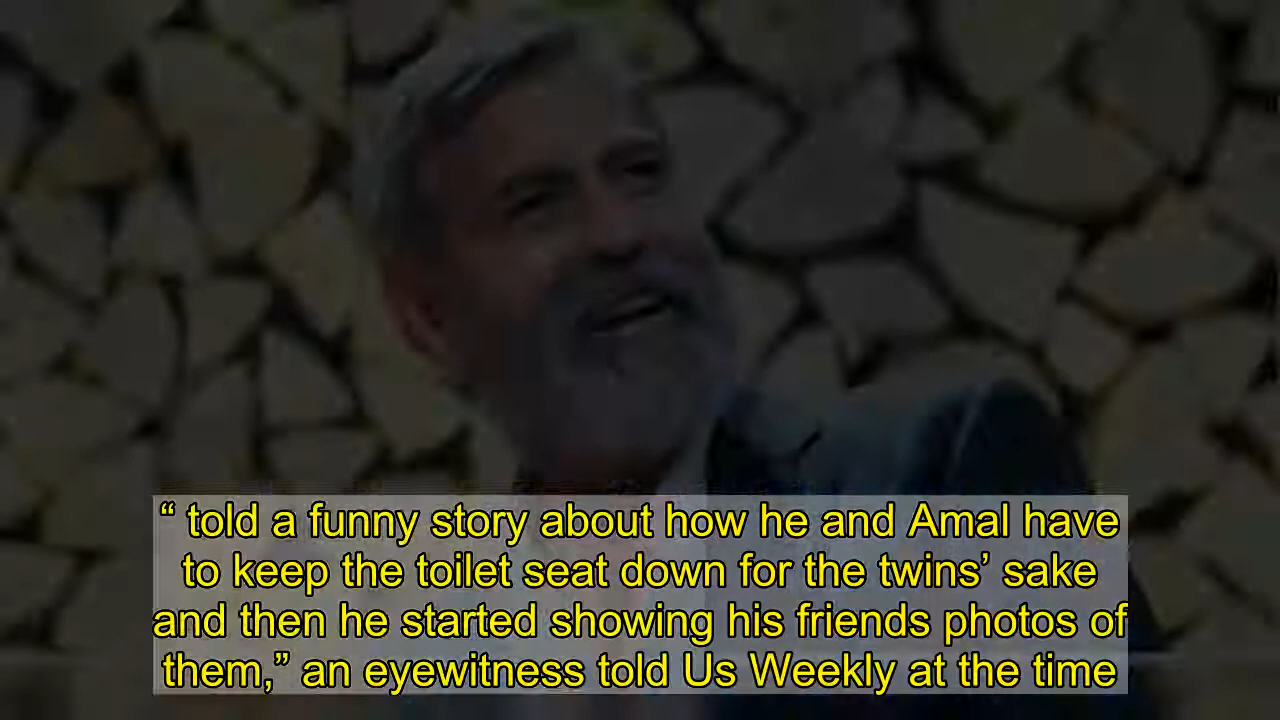 “ told a funny story about how he and Amal have
to keep the toilet seat down for the twins’ sake
and then he started showing his friends photos of
them,” an eyewitness told Us Weekly at the time